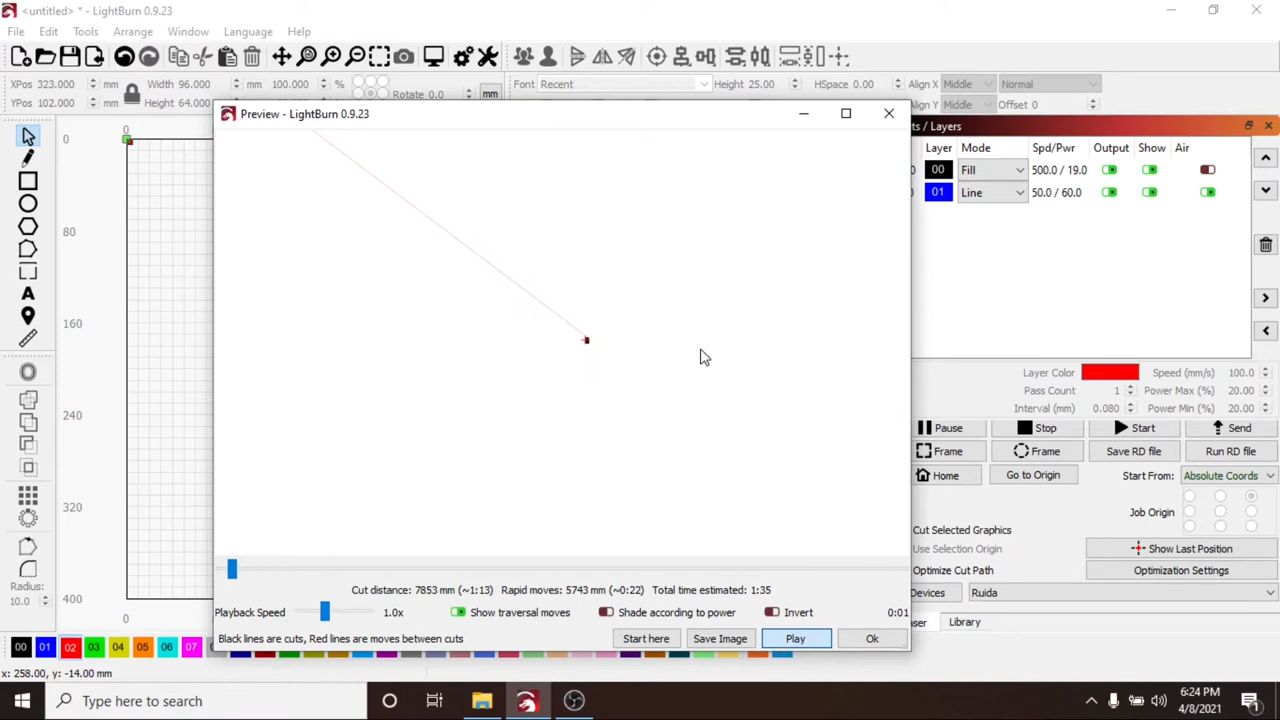 <untitled> * - LightBurn 0.9.23
File Edit Tools Arrange Window Language Help
XPos 323.000 mm Width 96.000 mm 100.000 % Rotate 0.0 mm Font Recent Height 25.00 HSpace 0.00 Align X Middle Normal
YPos 102.000 mm Height 64.000 Align Y Middle Offset 0
Preview - LightBurn 0.9.23
ts / Layers
Layer Mode Spd/Pwr Output Show Air
00 Fill 500.0 / 19.0
01 Line 50.0 / 60.0
0
0
80
160
240
320
400
0
Radius:
10.0
Layer Color Speed (mm/s) 100.0
Pass Count 1 Power Max (%) 20.00
Interval (mm) 0.080 Power Min (%) 20.00
Pause Stop Start Send
Frame Frame Save RD file Run RD file
Home Go to Origin Start From: Absolute Coords
Job Origin
Cut Selected Graphics
Use Selection Origin Show Last Position
Optimize Cut Path Optimization Settings
Devices Ruida
ser Library
Cut distance: 7853 mm (~1:13) Rapid moves: 5743 mm (~0:22) Total time estimated: 1:35
Playback Speed 1.0x Show traversal moves Shade according to power Invert 0:01
Black lines are cuts, Red lines are moves between cuts Start here Save Image Play Ok
00 01 02 03 04 05 06 07
x: 258.00, y: -14.00 mm
Type here to search
6:24 PM
4/8/2021
1